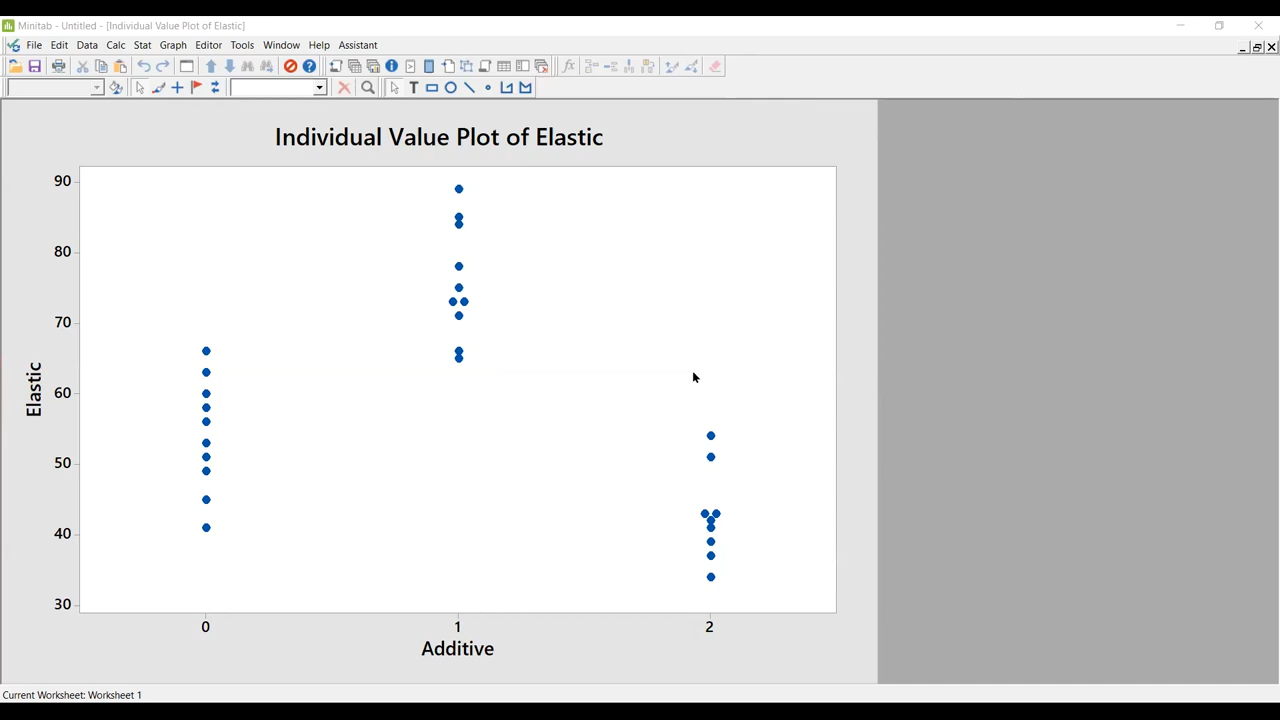 Minitab - Untitled - [Individual Value Plot of Elastic]
File Edit Data Calc Stat Graph Editor Tools Window Help Assistant
Individual Value Plot of Elastic
90
80
70
60
50
40
30
Elastic
0 1 2
Additive
Current Worksheet: Worksheet 1